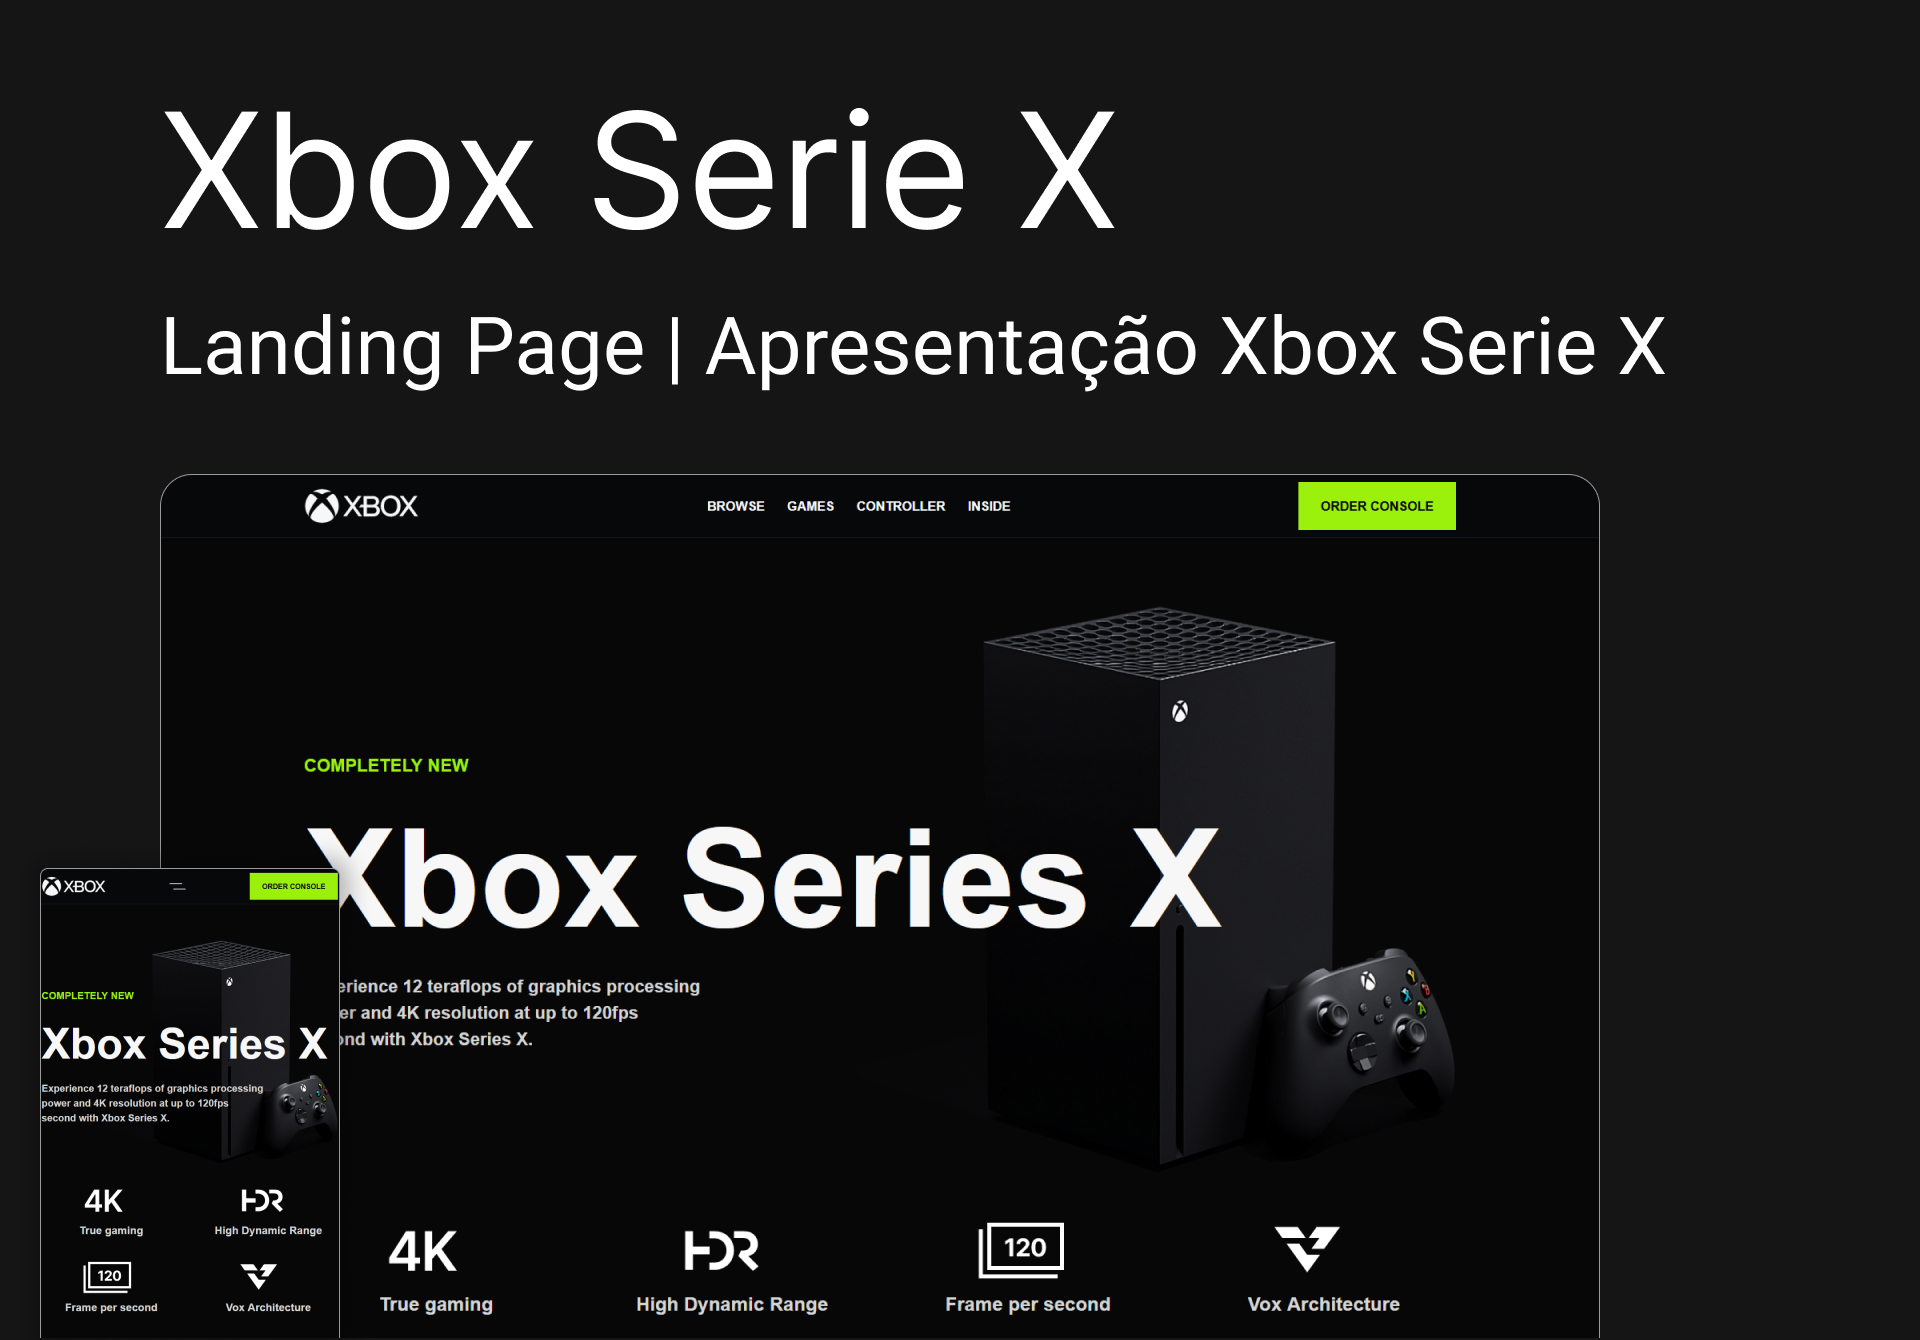 Xbox Serie X
Landing Page | Apresentação Xbox Serie X
XBOX
BROWSE GAMES CONTROLLER INSIDE
ORDER CONSOLE
COMPLETELY NEW
Xbox Series X
erience 12 teraflops of graphics processing
er and 4K resolution at up to 120fps
ond with Xbox Series X.
Y
B
X
A
4K
True gaming
HDR
High Dynamic Range
120
Frame per second
Vox Architecture
XBOX
ORDER CONSOLE
COMPLETELY NEW
Xbox Series X
Experience 12 teraflops of graphics processing
power and 4K resolution at up to 120fps
second with Xbox Series X.
4K
True gaming
HDR
High Dynamic Range
120
Frame per second
Vox Architecture